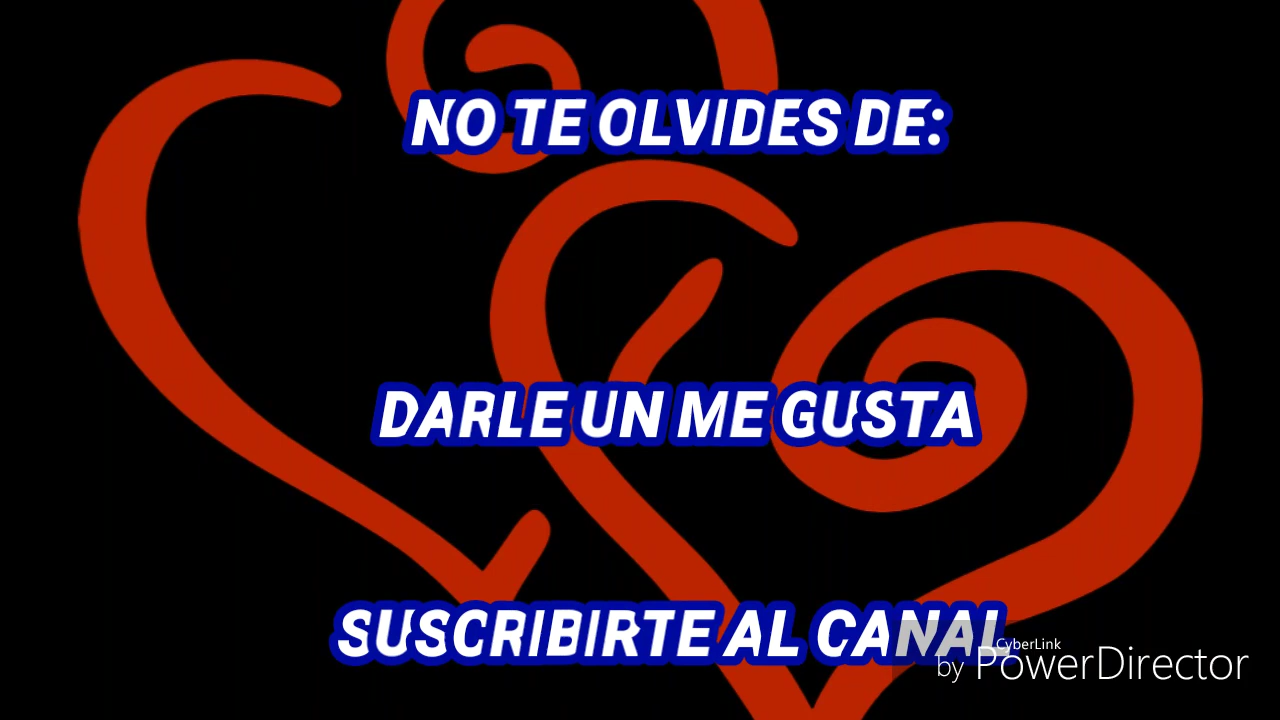 NO TE OLVIDES DE:
DARLE UN ME GUSTA
SUSCRIBIRTE AL CANAL
CyberLink
by PowerDirector